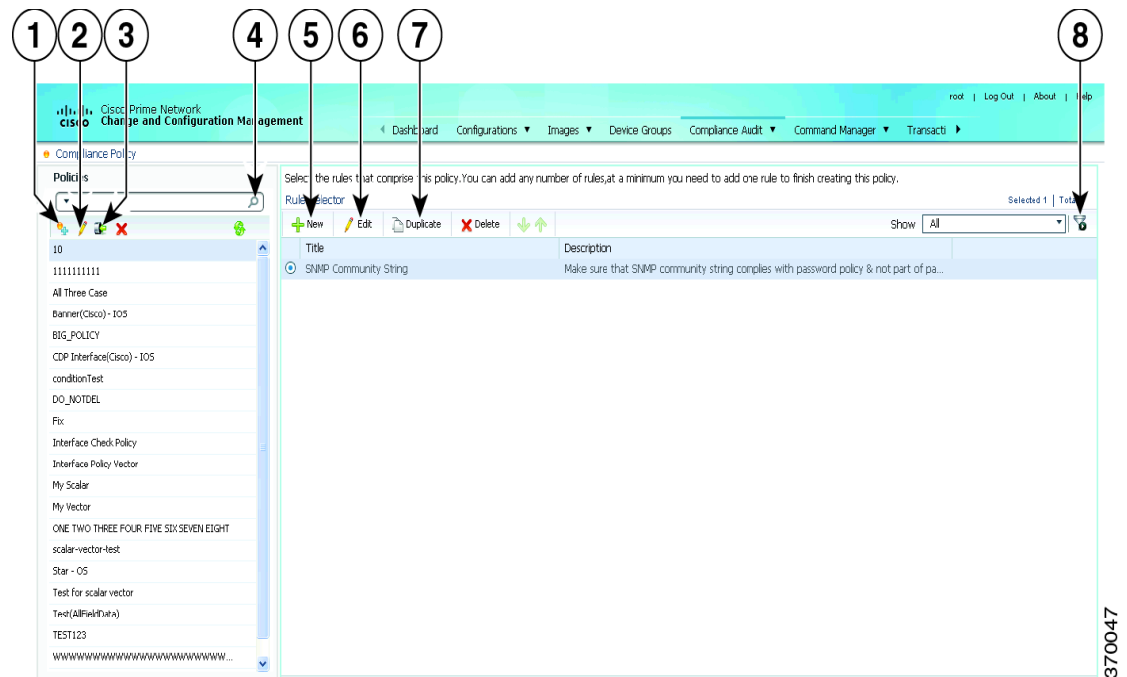 1 2 3 4 5 6 7 8
root | Log Out | About | Help
CISCO Cisco Prime Network
Change and Configuration Management
Dashboard Configurations Images Device Groups Compliance Audit Command Manager Transacti
Compliance Policy
Policies
Select the rules that comprise this policy.You can add any number of rules,at a minimum you need to add one rule to finish creating this policy.
Rule Selector
Selected 1 | Total
New Edit Duplicate Delete Show All
Title Description
SNMP Community String Make sure that SNMP community string complies with password policy & not part of pa...
10
1111111111
All Three Case
Banner(Cisco) - IOS
BIG_POLICY
CDP Interface(Cisco) - IOS
conditionTest
DO_NOTDEL
Fix
Interface Check Policy
Interface Policy Vector
My Scalar
My Vector
ONE TWO THREE FOUR FIVE SIX SEVEN EIGHT
scalar-vector-test
Star - OS
Test for scalar vector
Test(AllFieldData)
TEST123
WWWWWWWWWWWWWWWWWWWWWW...
370047